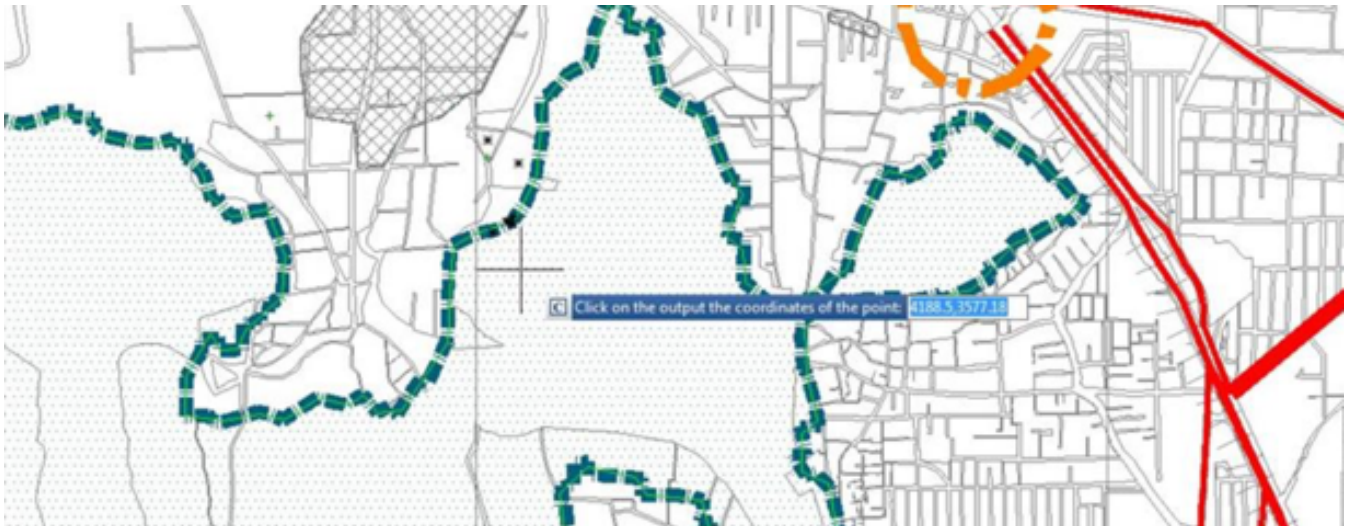 Click on the output the coordinates of the point: 4188.5,3577.18